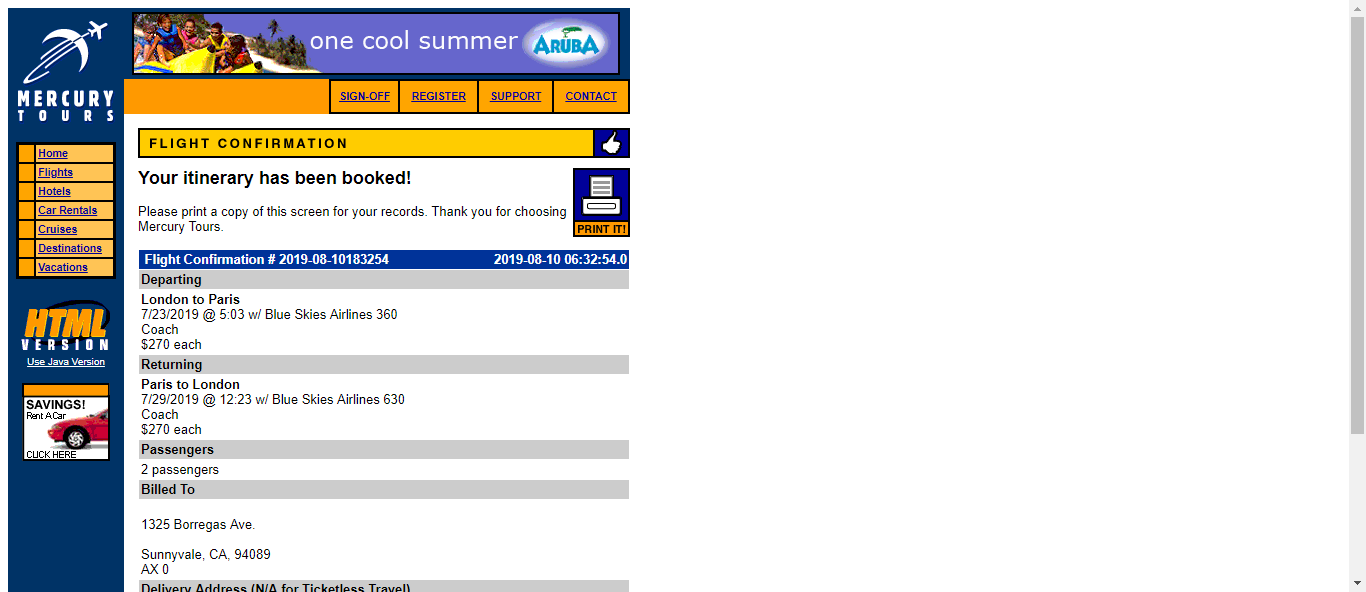 one cool summer ARUBA
MERCURY
TOURS
SIGN-OFF REGISTER SUPPORT CONTACT
Home
Flights
Hotels
Car Rentals
Cruises
Destinations
Vacations
HTML
VERSION
Use Java Version
SAVINGS!
Rent A Car
CLICK HERE
FLIGHT CONFIRMATION
Your itinerary has been booked!
Please print a copy of this screen for your records. Thank you for choosing
Mercury Tours.
PRINT IT!
Flight Confirmation # 2019-08-10183254 2019-08-10 06:32:54.0
Departing
London to Paris
7/23/2019 @ 5:03 w/ Blue Skies Airlines 360
Coach
$270 each
Returning
Paris to London
7/29/2019 @ 12:23 w/ Blue Skies Airlines 630
Coach
$270 each
Passengers
2 passengers
Billed To
1325 Borregas Ave.
Sunnyvale, CA, 94089
AX 0
Delivery Address (N/A for Ticketless Travel)